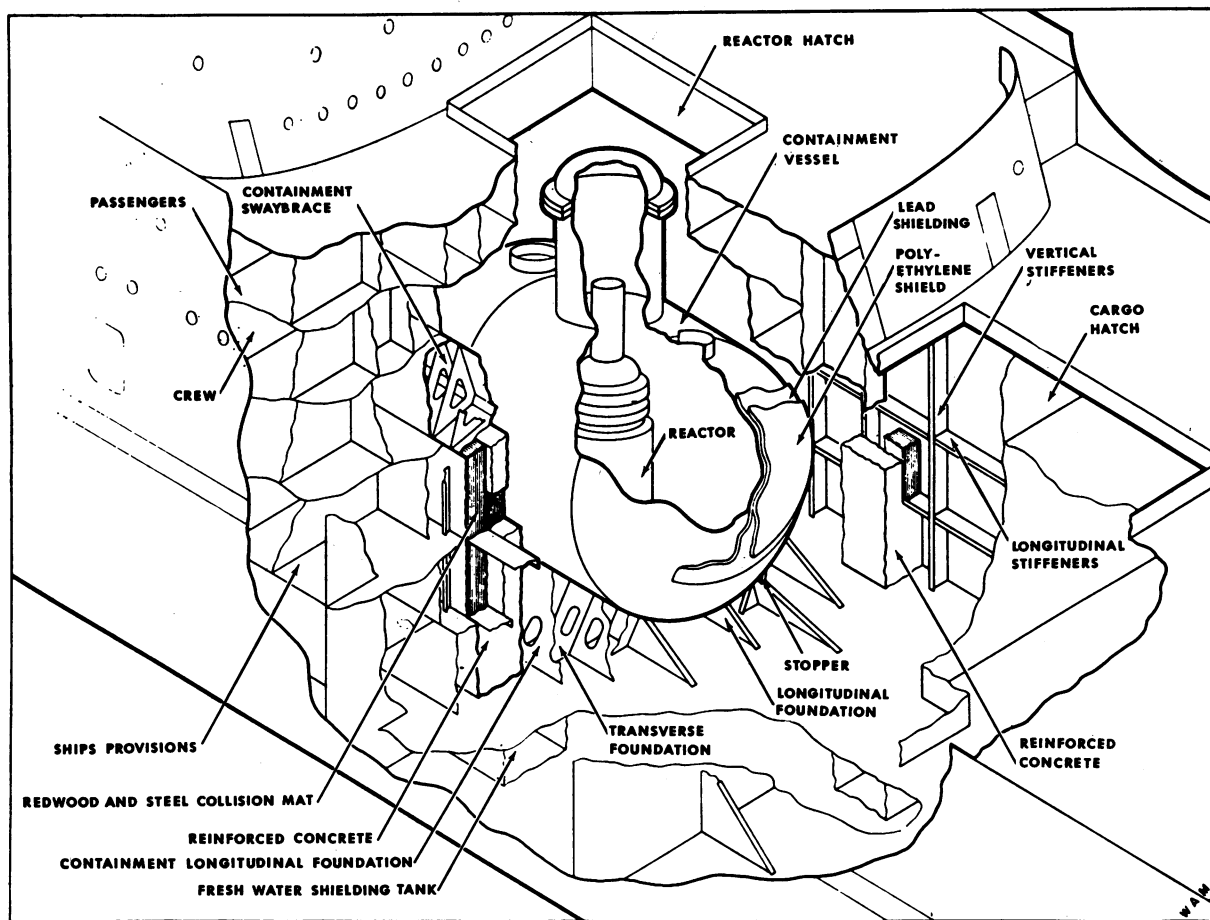 REACTOR HATCH
CONTAINMENT
VESSEL
CONTAINMENT
SWAYBRACE
PASSENGERS
LEAD
SHIELDING
POLY-
ETHYLENE
SHIELD
VERTICAL
STIFFENERS
CARGO
HATCH
CREW
REACTOR
LONGITUDINAL
STIFFENERS
STOPPER
LONGITUDINAL
FOUNDATION
TRANSVERSE
FOUNDATION
REINFORCED
CONCRETE
SHIPS PROVISIONS
REDWOOD AND STEEL COLLISION MAT
REINFORCED CONCRETE
CONTAINMENT LONGITUDINAL FOUNDATION
FRESH WATER SHIELDING TANK
WAM